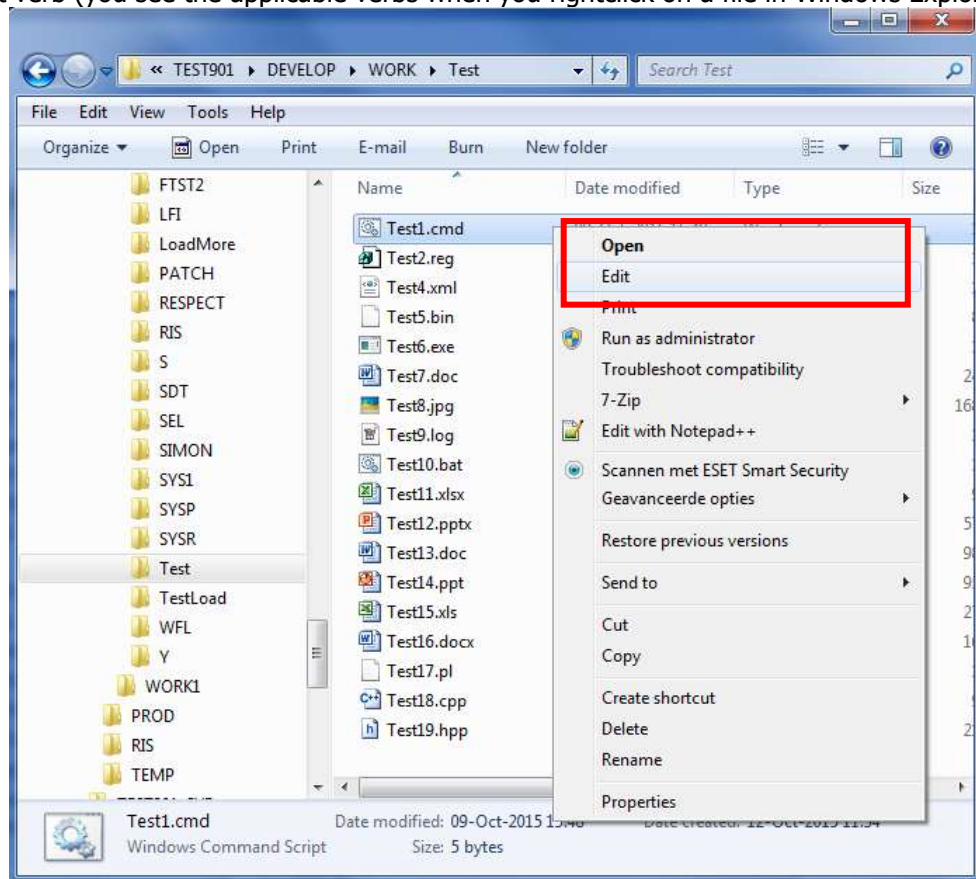 t verb (you see the applicable verbs when you rightclick on a file in Windows Explor
« TEST901 ▸ DEVELOP ▸ WORK ▸ Test
Search Test
File Edit View Tools Help
Organize Open Print E-mail Burn New folder
Name Date modified Type Size
FTST2
LFI
LoadMore
PATCH
RESPECT
RIS
S
SDT
SEL
SIMON
SYS1
SYSP
SYSR
Test
TestLoad
WFL
Y
WORK1
PROD
RIS
TEMP
Test1.cmd
Test2.reg
Test4.xml
Test5.bin
Test6.exe
Test7.doc
Test8.jpg
Test9.log
Test10.bat
Test11.xlsx
Test12.pptx
Test13.doc
Test14.ppt
Test15.xls
Test16.docx
Test17.pl
Test18.cpp
Test19.hpp
Open
Edit
Print
Run as administrator
Troubleshoot compatibility
7-Zip
Edit with Notepad++
Scannen met ESET Smart Security
Geavanceerde opties
Restore previous versions
Send to
Cut
Copy
Create shortcut
Delete
Rename
Properties
Test1.cmd Date modified: 09-Oct-2015 Date created: 12-Oct-2015
Windows Command Script Size: 5 bytes